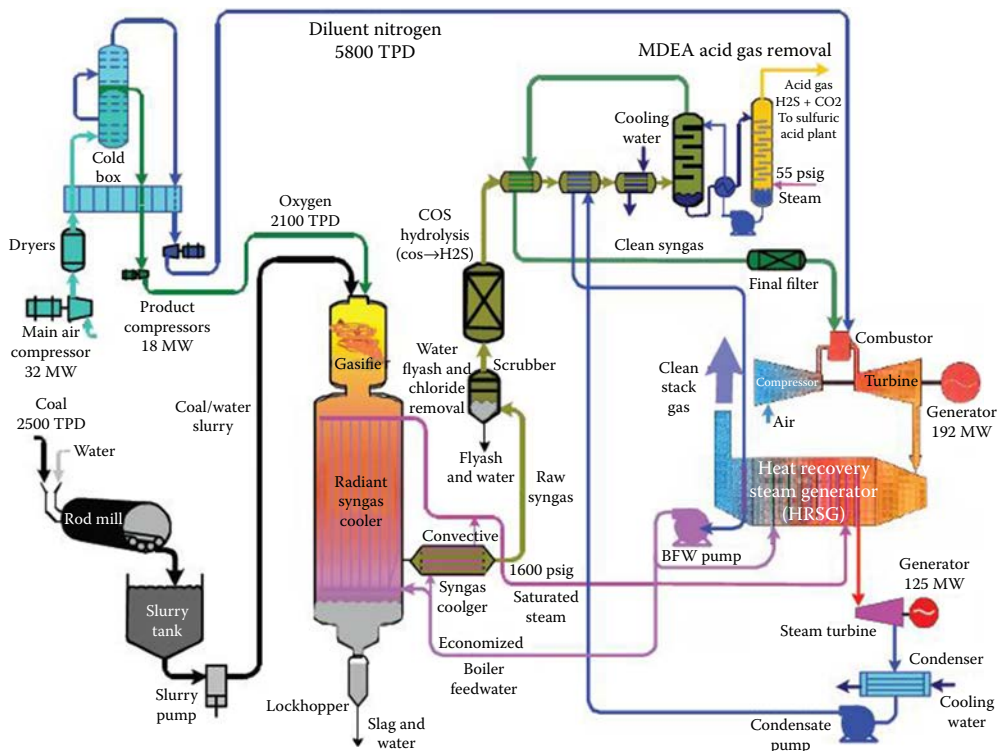 Diluent nitrogen
5800 TPD
MDEA acid gas removal
Acid gas
H2S + CO2
To sulfuric
acid plant
Cooling
water
55 psig
Steam
Cold
box
Oxygen
2100 TPD
COS
hydrolysis
(cos→H2S)
Dryers
Clean syngas
Final filter
Product
compressors
18 MW
Main air
compressor
32 MW
Gasifier
Water
flyash and
chloride
removal
Scrubber
Combustor
Clean
stack
gas
Compressor
Turbine
Air
Generator
192 MW
Coal
2500 TPD
Water
Coal/water
slurry
Flyash
and water
Raw
syngas
Heat recovery
steam generator
(HRSG)
Radiant
syngas
cooler
Rod mill
Convective
BFW pump
1600 psig
Syngas
coolger
Saturated
steam
Generator
125 MW
Slurry
tank
Steam turbine
Economized
Boiler
feedwater
Condenser
Slurry
pump
Lockhopper
Cooling
water
Slag and
water
Condensate
pump